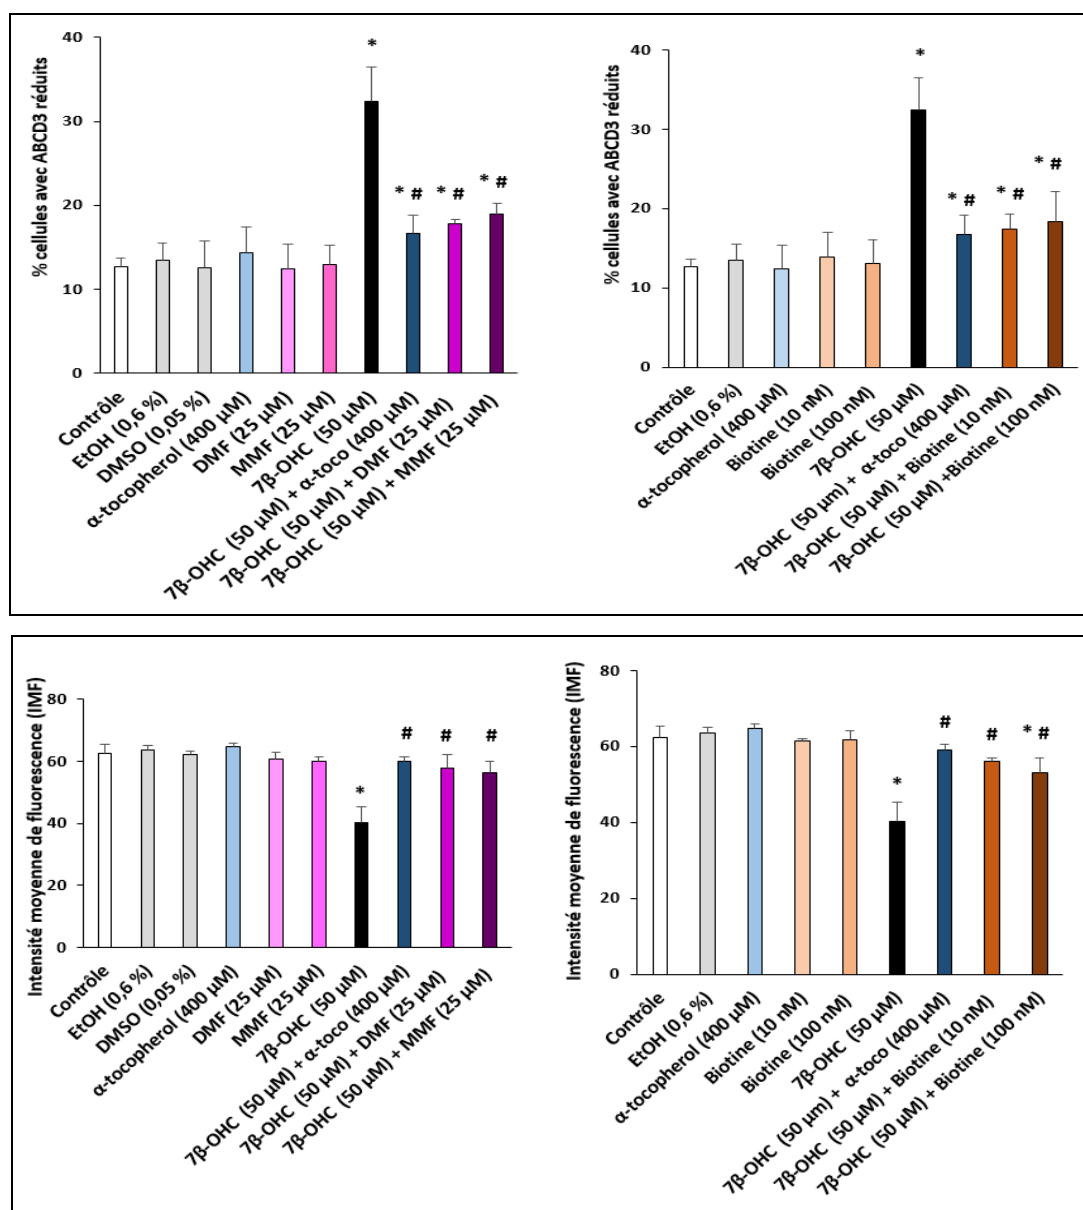 % cellules avec ABCD3 réduits
40
30
20
10
0
*
* #
* #
* #
Contrôle
EtOH (0,6 %)
DMSO (0,05 %)
α-tocopherol (400 μM)
DMF (25 μM)
MMF (25 μM)
7β-OHC (50 μM)
7β-OHC (50 μM) + α-toco (400 μM)
7β-OHC (50 μM) + DMF (25 μM)
7β-OHC (50 μM) + MMF (25 μM)
% cellules avec ABCD3 réduits
40
30
20
10
0
*
* #
* #
* #
Contrôle
EtOH (0,6 %)
α-tocopherol (400 μM)
Biotine (10 nM)
Biotine (100 nM)
7β-OHC (50 μM)
7β-OHC (50 μm) + α-toco (400 μM)
7β-OHC (50 μM) + Biotine (10 nM)
7β-OHC (50 μM) +Biotine (100 nM)
Intensité moyenne de fluorescence (IMF)
80
60
40
20
0
*
#
#
#
Contrôle
EtOH (0,6 %)
DMSO (0,05 %)
α-tocopherol (400 μM)
DMF (25 μM)
MMF (25 μM)
7β-OHC (50 μM)
7β-OHC (50 μM) + α-toco (400 μM)
7β-OHC (50 μM) + DMF (25 μM)
7β-OHC (50 μM) + MMF (25 μM)
Intensité moyenne de fluorescence (IMF)
80
60
40
20
0
*
#
#
* #
Contrôle
EtOH (0,6 %)
α-tocopherol (400 μM)
Biotine (10 nM)
Biotine (100 nM)
7β-OHC (50 μM)
7β-OHC (50 μm) + α-toco (400 μM)
7β-OHC (50 μM) + Biotine (10 nM)
7β-OHC (50 μM) + Biotine (100 nM)